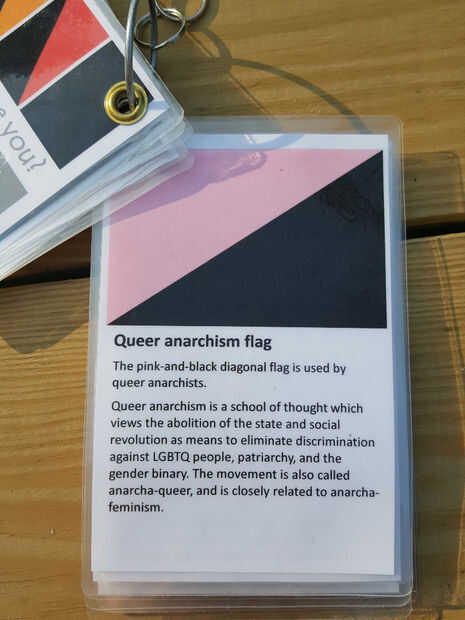 e you?
Queer anarchism flag
The pink-and-black diagonal flag is used by
queer anarchists.
Queer anarchism is a school of thought which
views the abolition of the state and social
revolution as means to eliminate discrimination
against LGBTQ people, patriarchy, and the
gender binary. The movement is also called
anarcha-queer, and is closely related to anarcha-
feminism.